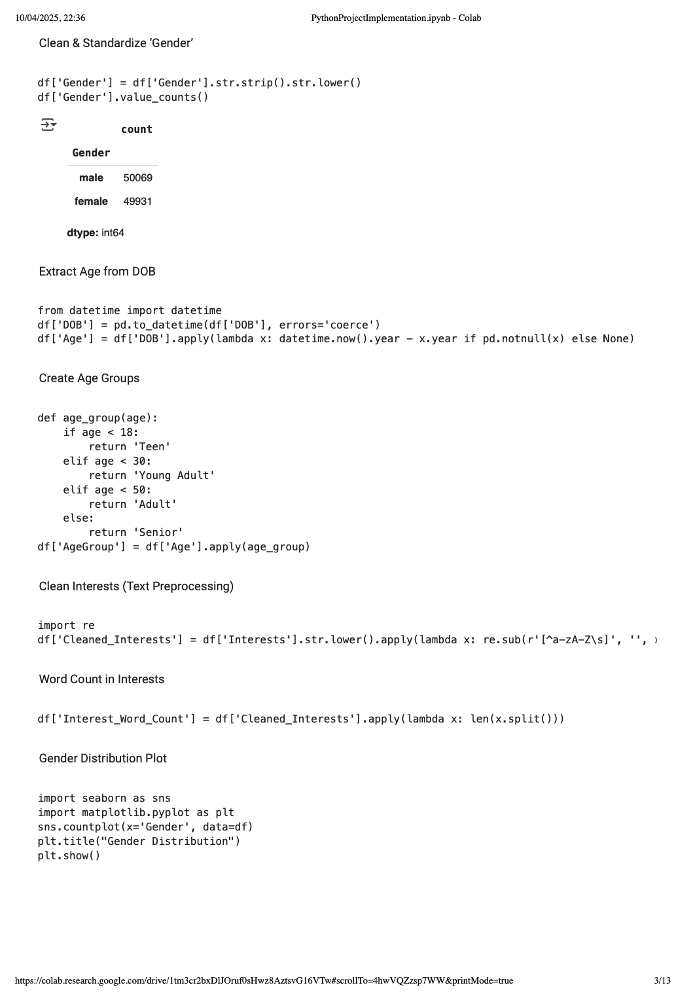 10/04/2025, 22:36 PythonProjectImplementation.ipynb - Colab
Clean & Standardize ‘Gender’
df['Gender'] = df['Gender'].str.strip().str.lower()
df['Gender'].value_counts()
count
Gender
male 50069
female 49931
dtype: int64
Extract Age from DOB
from datetime import datetime
df['DOB'] = pd.to_datetime(df['DOB'], errors='coerce')
df['Age'] = df['DOB'].apply(lambda x: datetime.now().year - x.year if pd.notnull(x) else None)
Create Age Groups
def age_group(age):
    if age < 18:
        return 'Teen'
    elif age < 30:
        return 'Young Adult'
    elif age < 50:
        return 'Adult'
    else:
        return 'Senior'
df['AgeGroup'] = df['Age'].apply(age_group)
Clean Interests (Text Preprocessing)
import re
df['Cleaned_Interests'] = df['Interests'].str.lower().apply(lambda x: re.sub(r'[^a-zA-Z\s]', '',
Word Count in Interests
df['Interest_Word_Count'] = df['Cleaned_Interests'].apply(lambda x: len(x.split()))
Gender Distribution Plot
import seaborn as sns
import matplotlib.pyplot as plt
sns.countplot(x='Gender', data=df)
plt.title("Gender Distribution")
plt.show()
https://colab.research.google.com/drive/1tm3cr2bxDlJOruf0sHwz8AztsvG16VTw#scrollTo=4hwVQZzsp7WW&printMode=true 3/13